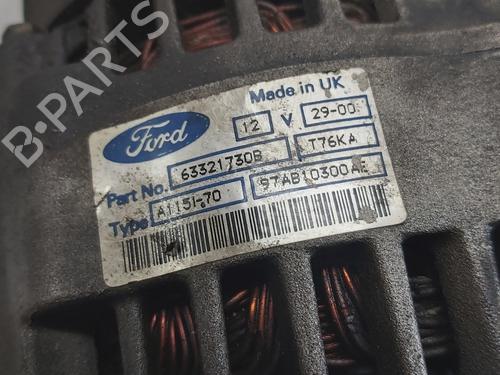 B-PARTS
Made in UK
Ford 12 V 29-00
Part No. 63321730B T76KA
Type A115I-70 97AB10300AE